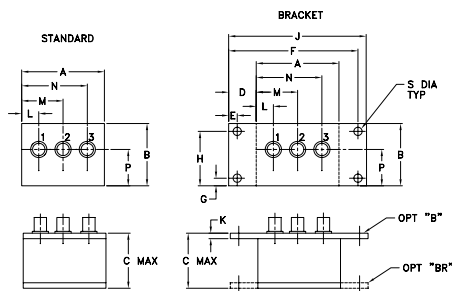 BRACKET
STANDARD
J
F
A
N
M
L
1 2 3
P
B
A
N
D
M
L
E
S DIA
TYP
1 2 3
H
G
P
B
C MAX
K
C MAX
OPT "B"
OPT "BR"